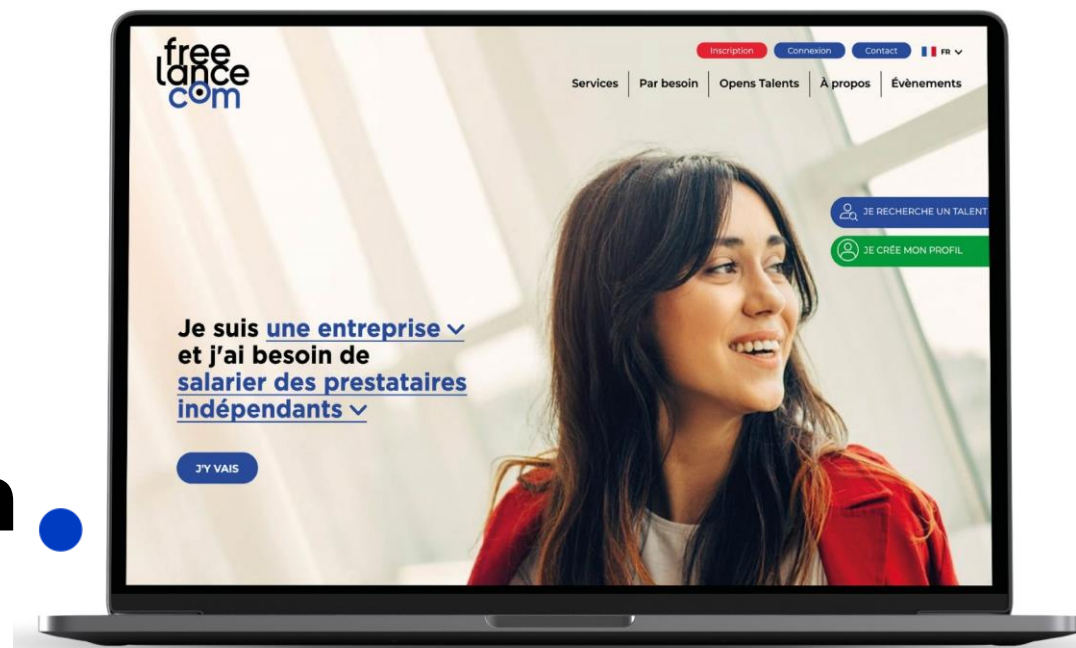 free
lance
com
Inscription
Connexion
Contact
FR
Services
Par besoin
Opens Talents
À propos
Évènements
JE RECHERCHE UN TALENT
JE CRÉE MON PROFIL
Je suis une entreprise
et j'ai besoin de
salarier des prestataires
indépendants
J'Y VAIS